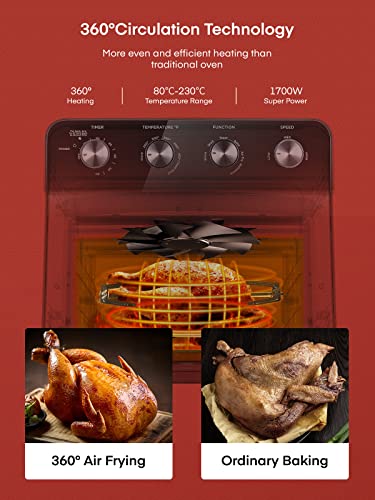 360°Circulation Technology
More even and efficient heating than
traditional oven
360°
Heating
80°C-230°C
Temperature Range
1700W
Super Power
TIMER
TEMPERATURE °F
FUNCTION
SPEED
360° Air Frying
Ordinary Baking